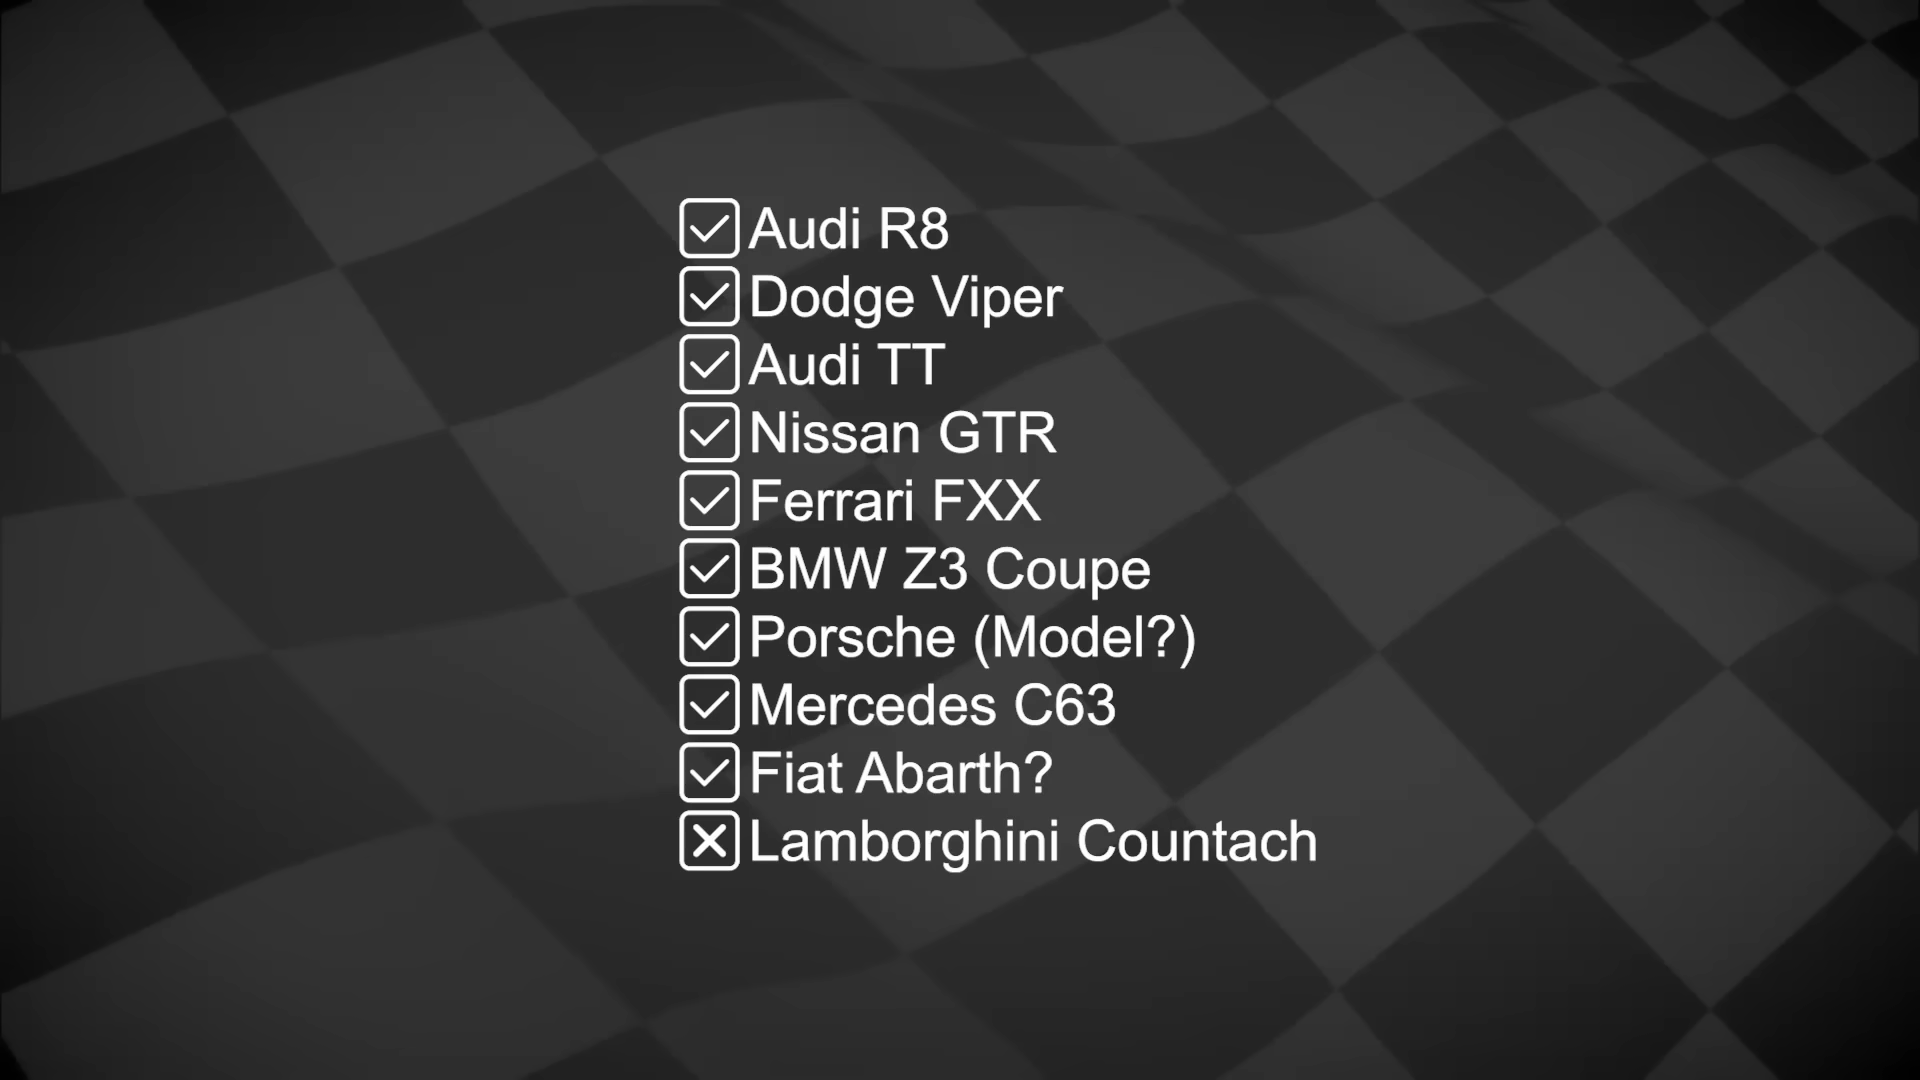 Audi R8
Dodge Viper
Audi TT
Nissan GTR
Ferrari FXX
BMW Z3 Coupe
Porsche (Model?)
Mercedes C63
Fiat Abarth?
Lamborghini Countach